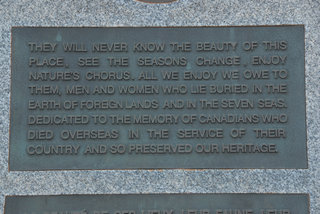 THEY WILL NEVER KNOW THE BEAUTY OF THIS
PLACE, SEE THE SEASONS CHANGE, ENJOY
NATURE'S CHORUS. ALL WE ENJOY WE OWE TO
THEM, MEN AND WOMEN WHO LIE BURIED IN THE
EARTH OF FOREIGN LANDS AND IN THE SEVEN SEAS.
DEDICATED TO THE MEMORY OF CANADIANS WHO
DIED OVERSEAS IN THE SERVICE OF THEIR
COUNTRY AND SO PRESERVED OUR HERITAGE.